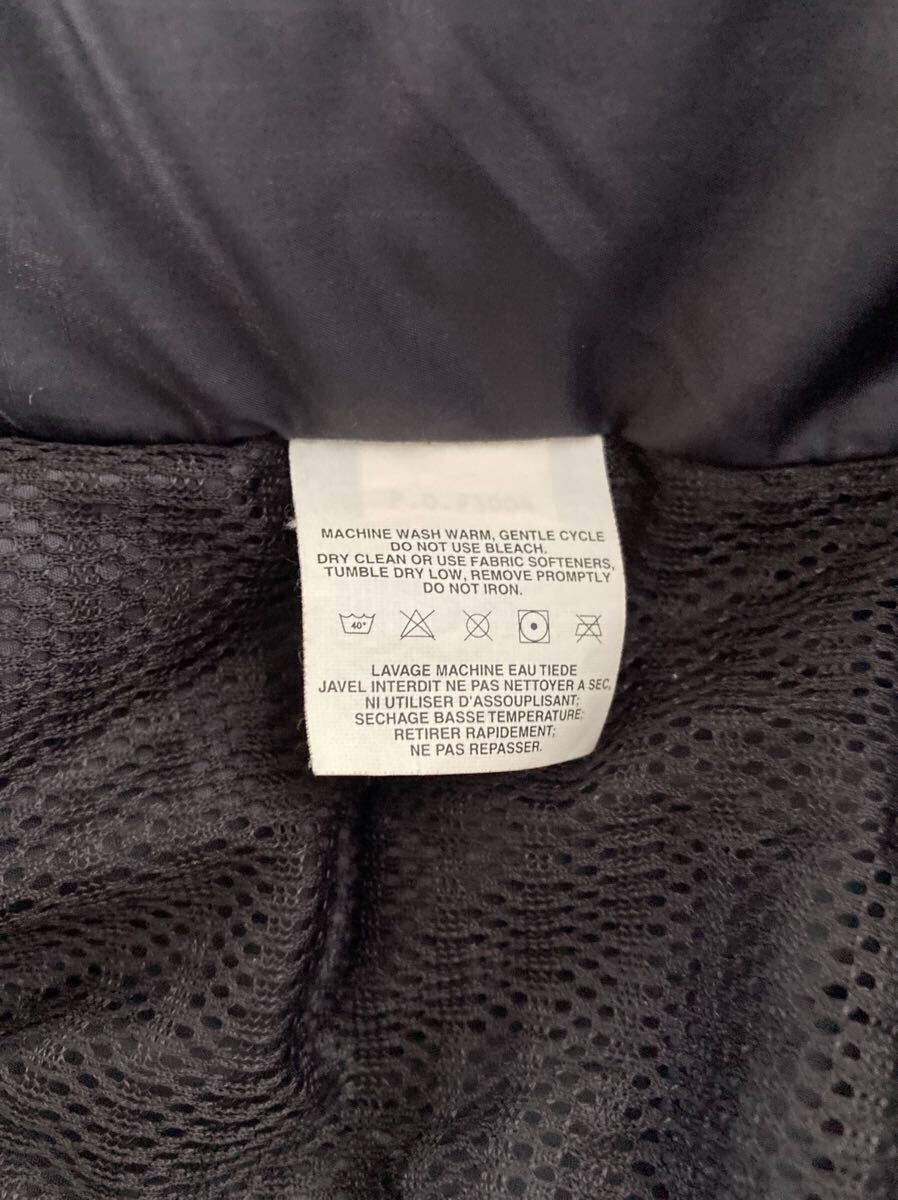 MACHINE WASH WARM, GENTLE CYCLE
DO NOT USE BLEACH.
DRY CLEAN OR USE FABRIC SOFTENERS,
TUMBLE DRY LOW, REMOVE PROMPTLY
DO NOT IRON.
40°
LAVAGE MACHINE EAU TIEDE
JAVEL INTERDIT NE PAS NETTOYER A SEC,
NI UTILISER D'ASSOUPLISANT;
SECHAGE BASSE TEMPERATURE;
RETIRER RAPIDEMENT;
NE PAS REPASSER.